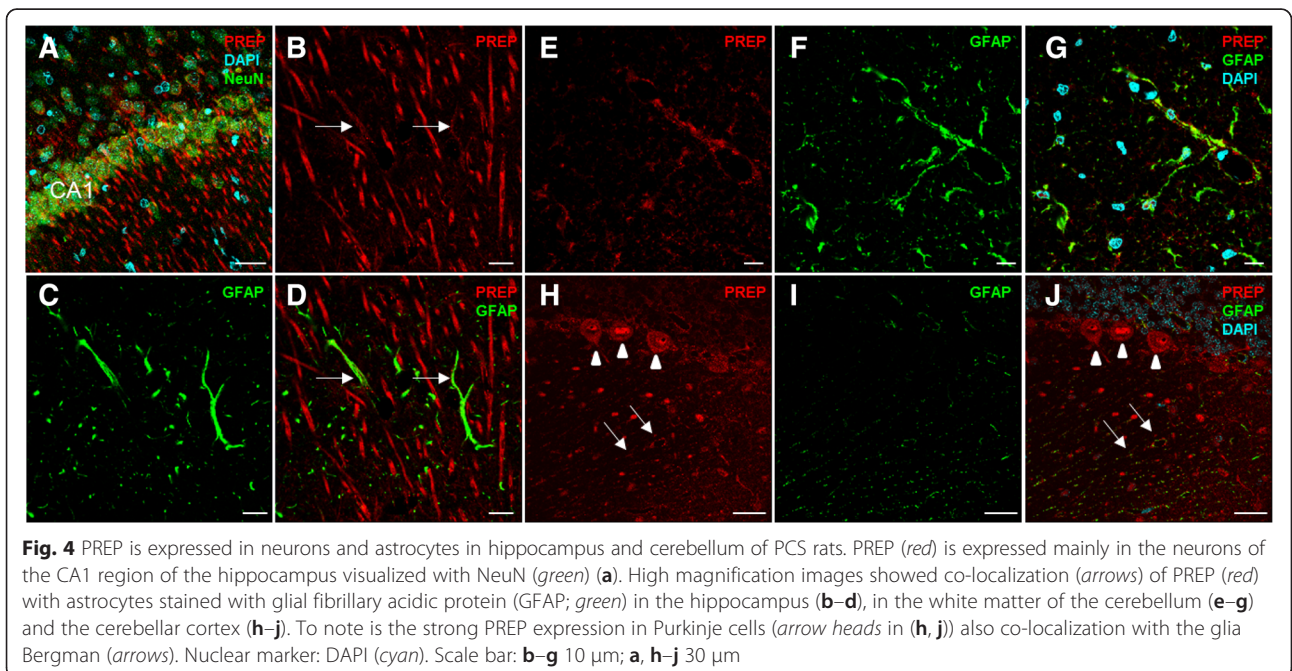 A
PREP
DAPI
NeuN
CA1
B
PREP
E
PREP
F
GFAP
G
PREP
GFAP
DAPI
C
GFAP
D
PREP
GFAP
H
PREP
I
GFAP
J
PREP
GFAP
DAPI
Fig. 4 PREP is expressed in neurons and astrocytes in hippocampus and cerebellum of PCS rats. PREP (red) is expressed mainly in the neurons of
the CA1 region of the hippocampus visualized with NeuN (green) (a). High magnification images showed co-localization (arrows) of PREP (red)
with astrocytes stained with glial fibrillary acidic protein (GFAP; green) in the hippocampus (b–d), in the white matter of the cerebellum (e–g)
and the cerebellar cortex (h–j). To note is the strong PREP expression in Purkinje cells (arrow heads in (h, j)) also co-localization with the glia
Bergman (arrows). Nuclear marker: DAPI (cyan). Scale bar: b–g 10 μm; a, h–j 30 μm